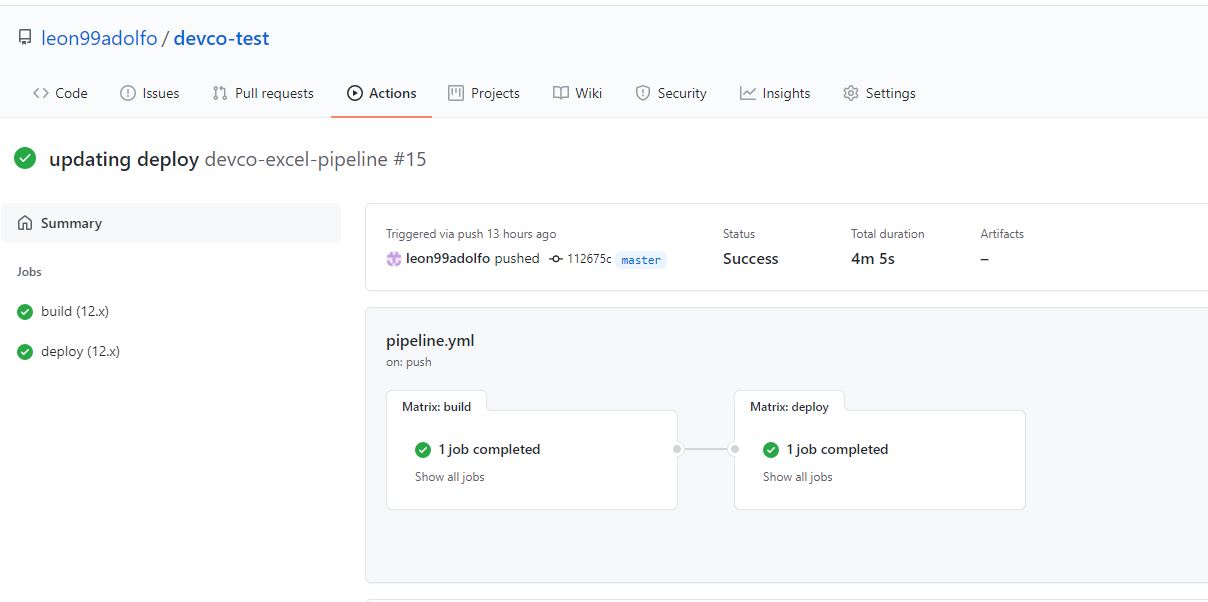 leon99adolfo / devco-test
Code Issues Pull requests Actions Projects Wiki Security Insights Settings
updating deploy devco-excel-pipeline #15
Summary
Jobs
build (12.x)
deploy (12.x)
Triggered via push 13 hours ago
leon99adolfo pushed 112675c master
Status
Success
Total duration
4m 5s
Artifacts
–
pipeline.yml
on: push
Matrix: build
1 job completed
Show all jobs
Matrix: deploy
1 job completed
Show all jobs